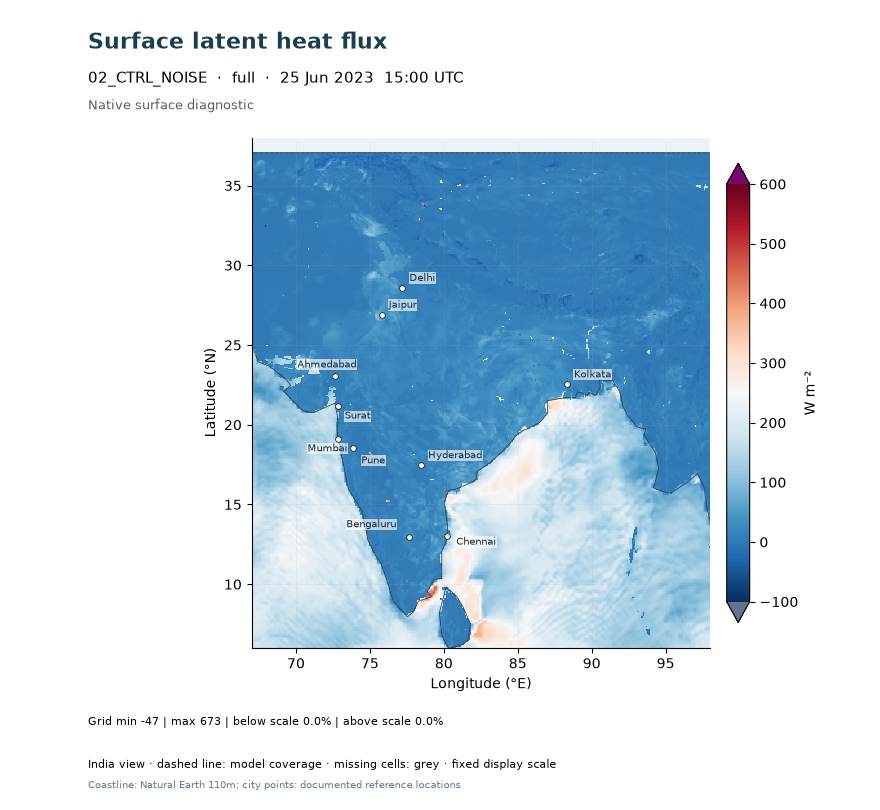 Surface latent heat flux
02_CTRL_NOISE · full · 25 Jun 2023 15:00 UTC
Native surface diagnostic
35
30
25
20
15
10
Latitude (°N)
Delhi
Jaipur
Ahmedabad
Kolkata
Surat
Mumbai
Pune
Hyderabad
Bengaluru
Chennai
70
75
80
85
90
95
Longitude (°E)
600
500
400
300
200
100
0
−100
W m⁻²
Grid min -47 | max 673 | below scale 0.0% | above scale 0.0%
India view · dashed line: model coverage · missing cells: grey · fixed display scale
Coastline: Natural Earth 110m; city points: documented reference locations